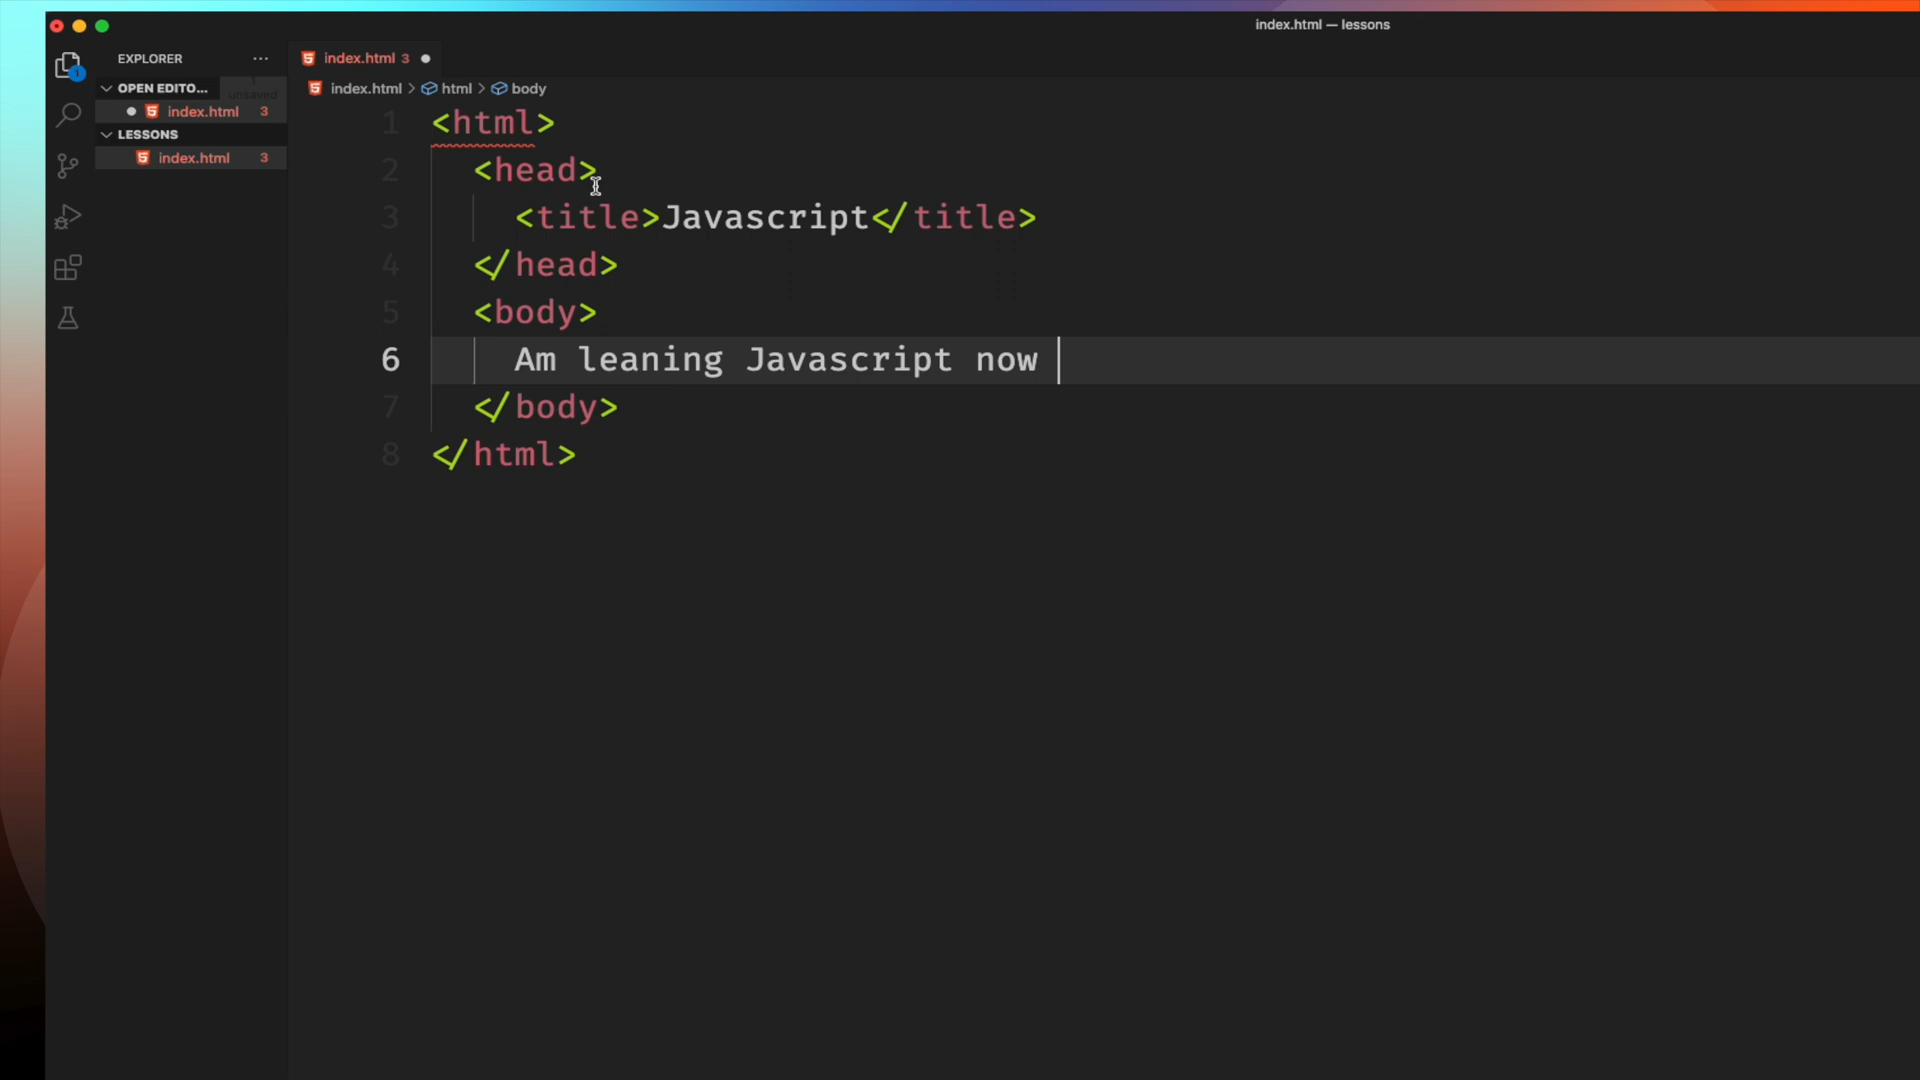 index.html — lessons
EXPLORER
index.html 3
OPEN EDITO...
unsaved
index.html > html > body
index.html 3
LESSONS
index.html 3
1
1 <html>
2 <head>
3 <title>Javascript</title>
4 </head>
5 <body>
6 Am leaning Javascript now
7 </body>
8 </html>